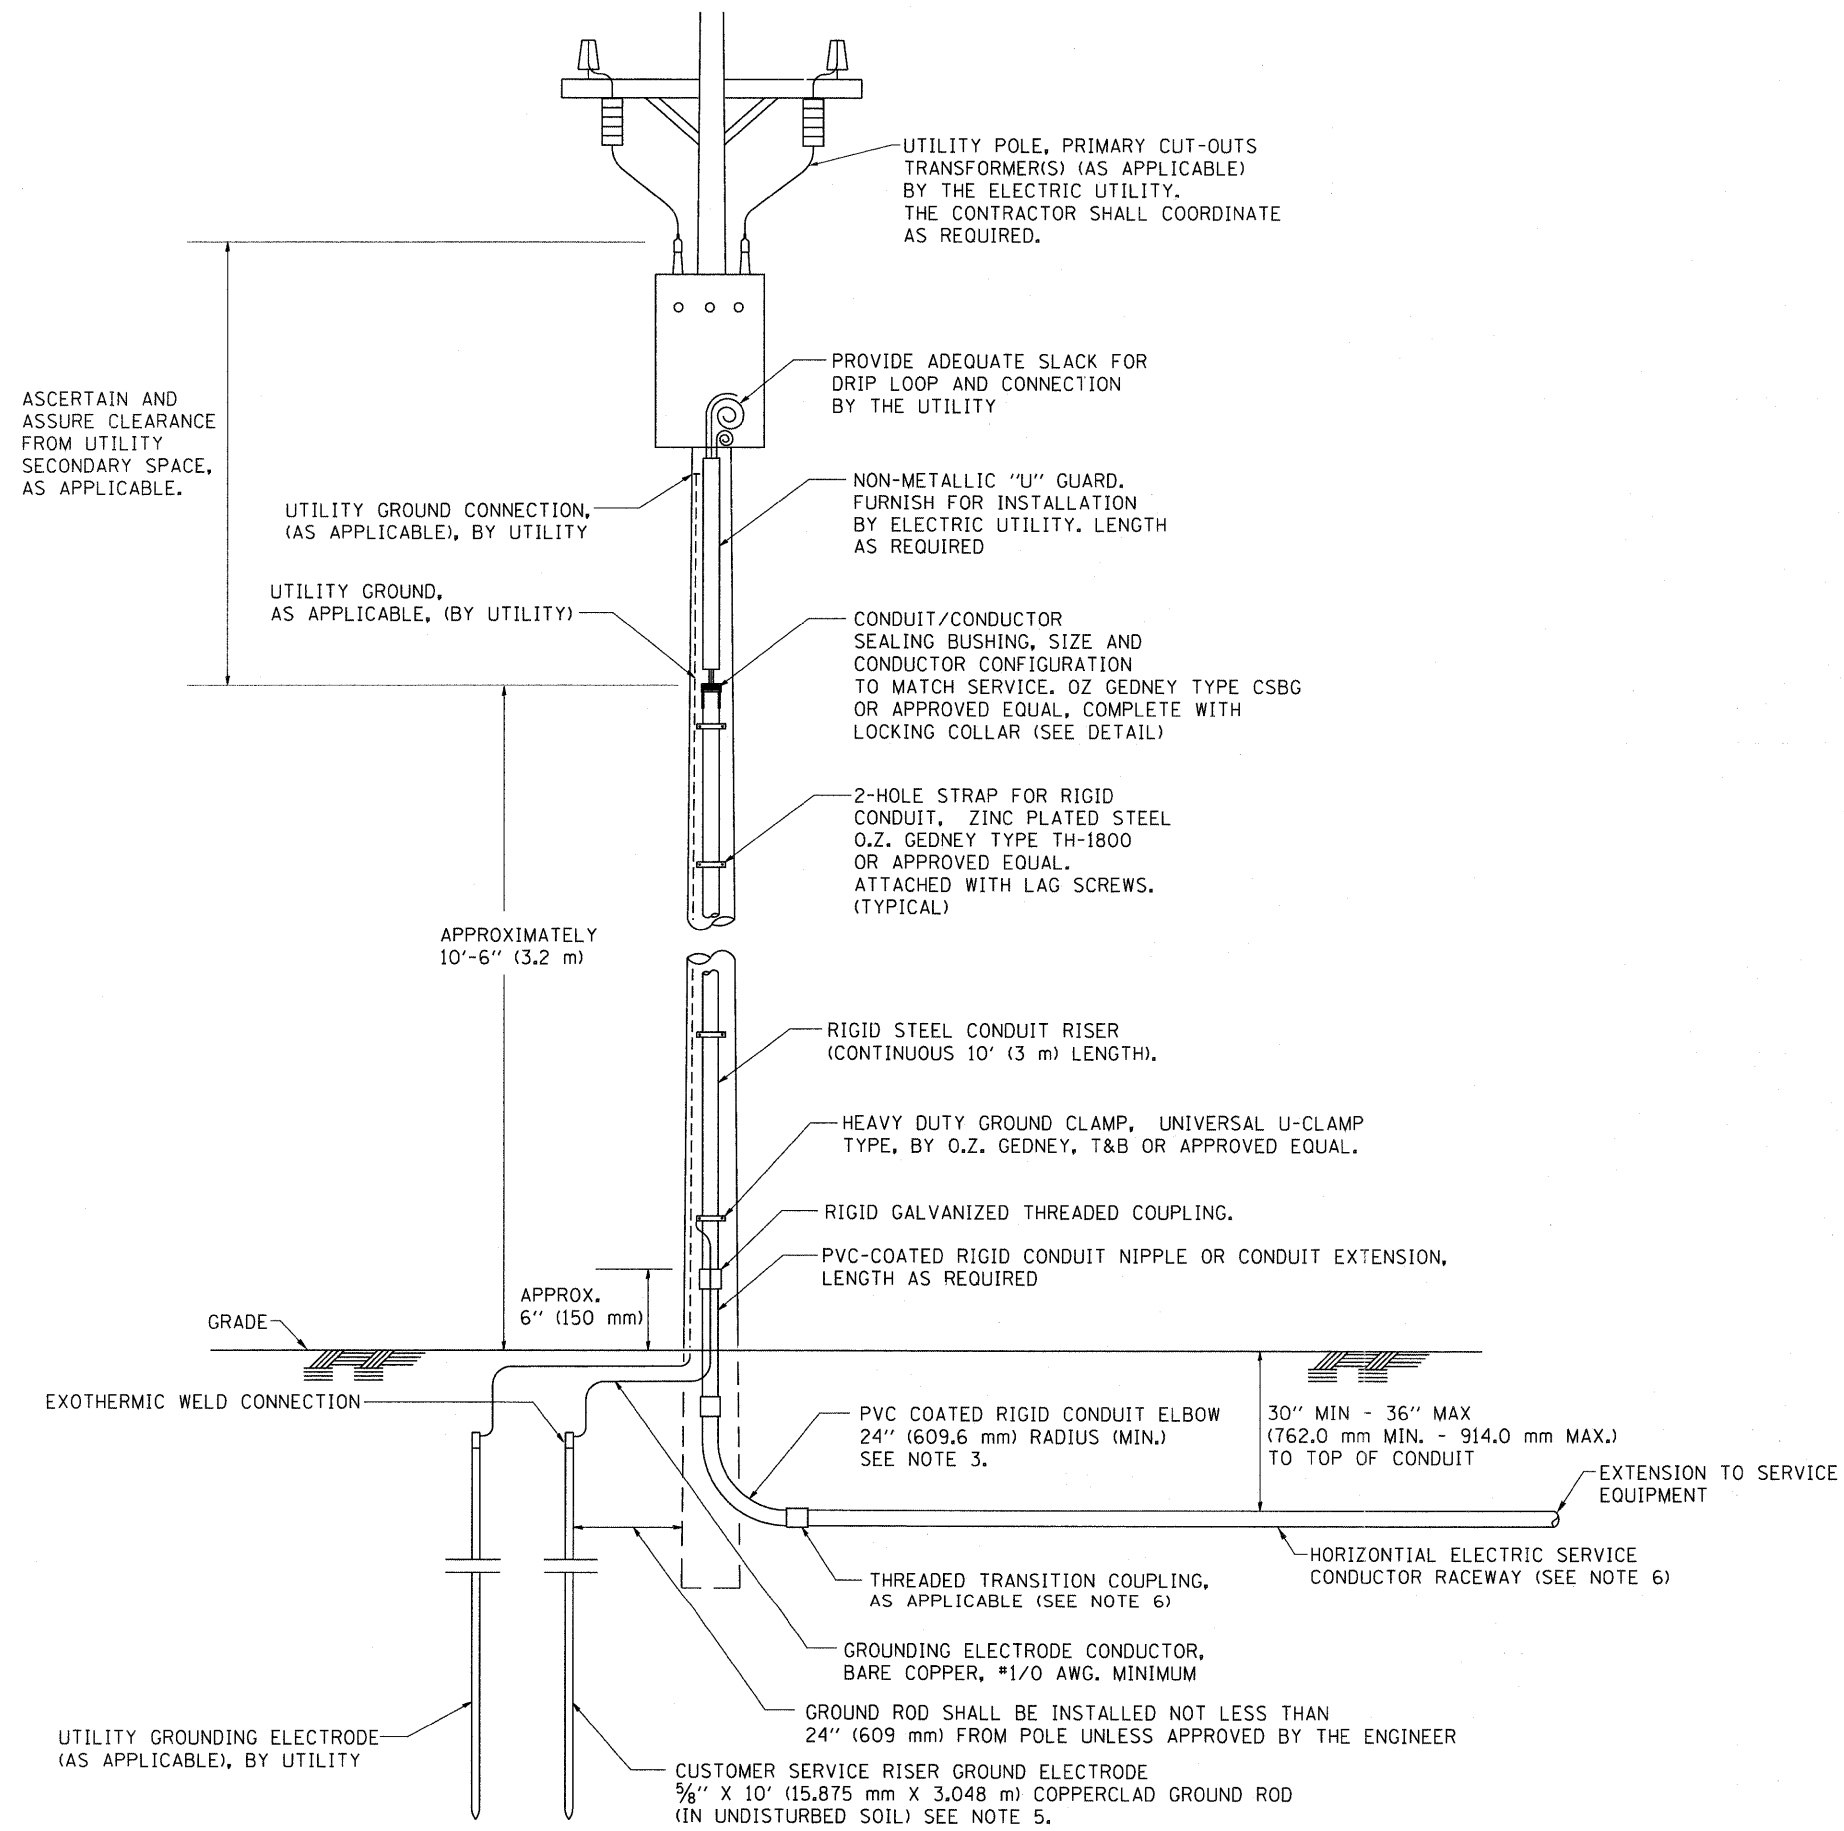 UTILITY POLE, PRIMARY CUT-OUTS
TRANSFORMER(S) (AS APPLICABLE)
BY THE ELECTRIC UTILITY.
THE CONTRACTOR SHALL COORDINATE
AS REQUIRED.
PROVIDE ADEQUATE SLACK FOR
DRIP LOOP AND CONNECTION
BY THE UTILITY
ASCERTAIN AND
ASSURE CLEARANCE
FROM UTILITY
SECONDARY SPACE,
AS APPLICABLE.
NON-METALLIC "U" GUARD.
FURNISH FOR INSTALLATION
BY ELECTRIC UTILITY. LENGTH
AS REQUIRED
UTILITY GROUND CONNECTION,
(AS APPLICABLE), BY UTILITY
UTILITY GROUND,
AS APPLICABLE, (BY UTILITY)
CONDUIT/CONDUCTOR
SEALING BUSHING, SIZE AND
CONDUCTOR CONFIGURATION
TO MATCH SERVICE. OZ GEDNEY TYPE CSBG
OR APPROVED EQUAL, COMPLETE WITH
LOCKING COLLAR (SEE DETAIL)
2-HOLE STRAP FOR RIGID
CONDUIT, ZINC PLATED STEEL
O.Z. GEDNEY TYPE TH-1800
OR APPROVED EQUAL.
ATTACHED WITH LAG SCREWS.
(TYPICAL)
APPROXIMATELY
10'-6" (3.2 m)
RIGID STEEL CONDUIT RISER
(CONTINUOUS 10' (3 m) LENGTH).
HEAVY DUTY GROUND CLAMP, UNIVERSAL U-CLAMP
TYPE, BY O.Z. GEDNEY, T&B OR APPROVED EQUAL.
RIGID GALVANIZED THREADED COUPLING.
PVC-COATED RIGID CONDUIT NIPPLE OR CONDUIT EXTENSION,
LENGTH AS REQUIRED
APPROX.
6" (150 mm)
GRADE
EXOTHERMIC WELD CONNECTION
PVC COATED RIGID CONDUIT ELBOW
24" (609.6 mm) RADIUS (MIN.)
SEE NOTE 3.
30" MIN - 36" MAX
(762.0 mm MIN. - 914.0 mm MAX.)
TO TOP OF CONDUIT
EXTENSION TO SERVICE
EQUIPMENT
HORIZONTIAL ELECTRIC SERVICE
CONDUCTOR RACEWAY (SEE NOTE 6)
THREADED TRANSITION COUPLING,
AS APPLICABLE (SEE NOTE 6)
GROUNDING ELECTRODE CONDUCTOR,
BARE COPPER, #1/0 AWG. MINIMUM
GROUND ROD SHALL BE INSTALLED NOT LESS THAN
24" (609 mm) FROM POLE UNLESS APPROVED BY THE ENGINEER
UTILITY GROUNDING ELECTRODE
(AS APPLICABLE), BY UTILITY
CUSTOMER SERVICE RISER GROUND ELECTRODE
5/8" X 10' (15.875 mm X 3.048 m) COPPERCLAD GROUND ROD
(IN UNDISTURBED SOIL) SEE NOTE 5.